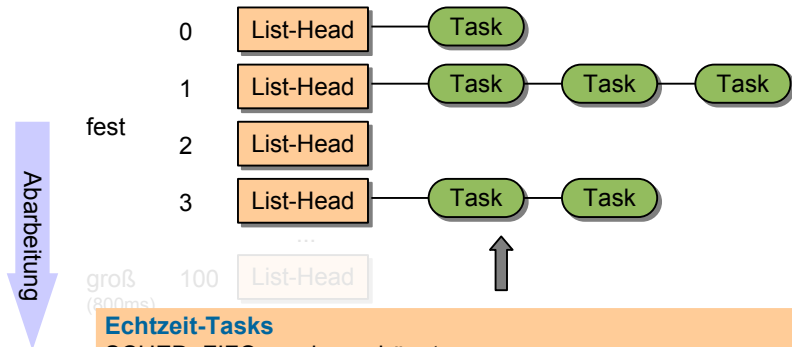 0 List-Head Task
1 List-Head Task Task Task
fest
2 List-Head
3 List-Head Task Task
...
groß 100 List-Head
(800ms)
Abarbeitung
Echtzeit-Tasks